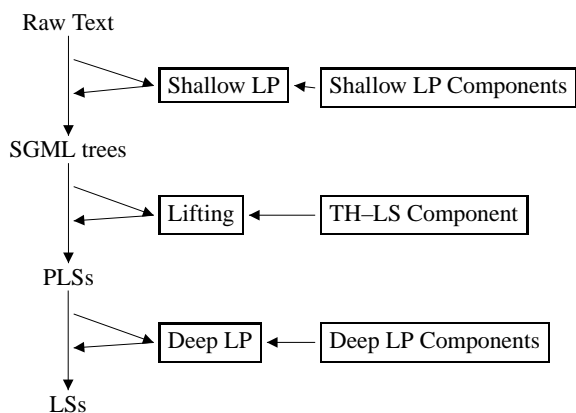 Raw Text
Shallow LP
Shallow LP Components
SGML trees
Lifting
TH–LS Component
PLSs
Deep LP
Deep LP Components
LSs